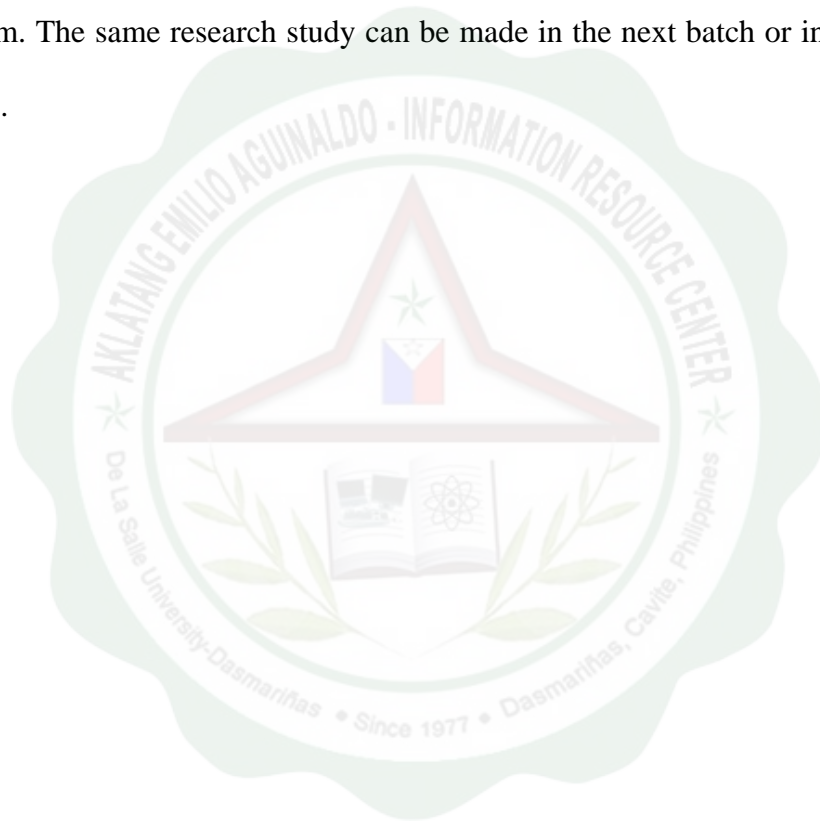 m. The same research study can be made in the next batch or in
.
AKLATANG EMILIO AGUINALDO - INFORMATION RESOURCE CENTER
De La Salle University-Dasmariñas • Since 1977 • Dasmariñas, Cavite, Philippines